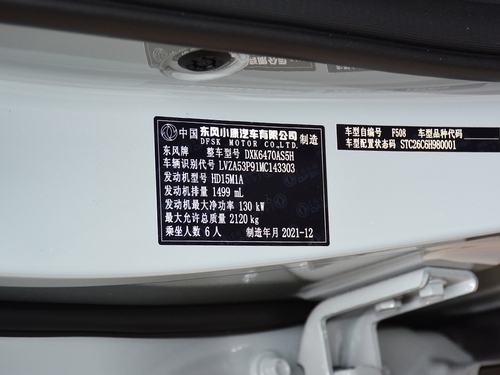 中国 东风小康汽车有限公司 制造
DFSK MOTOR CO.,LTD.
东风牌 整车型号 DXK6470AS5H
车辆识别代号 LVZA53P91MC143303
发动机型号 HD15M1A
发动机排量 1499 mL
发动机最大净功率 130 kW
最大允许总质量 2120 kg
乘坐人数 6 人 制造年月 2021-12
车型自编号 F508 车型品种代码
车型配置状态码 STC26C6H980001